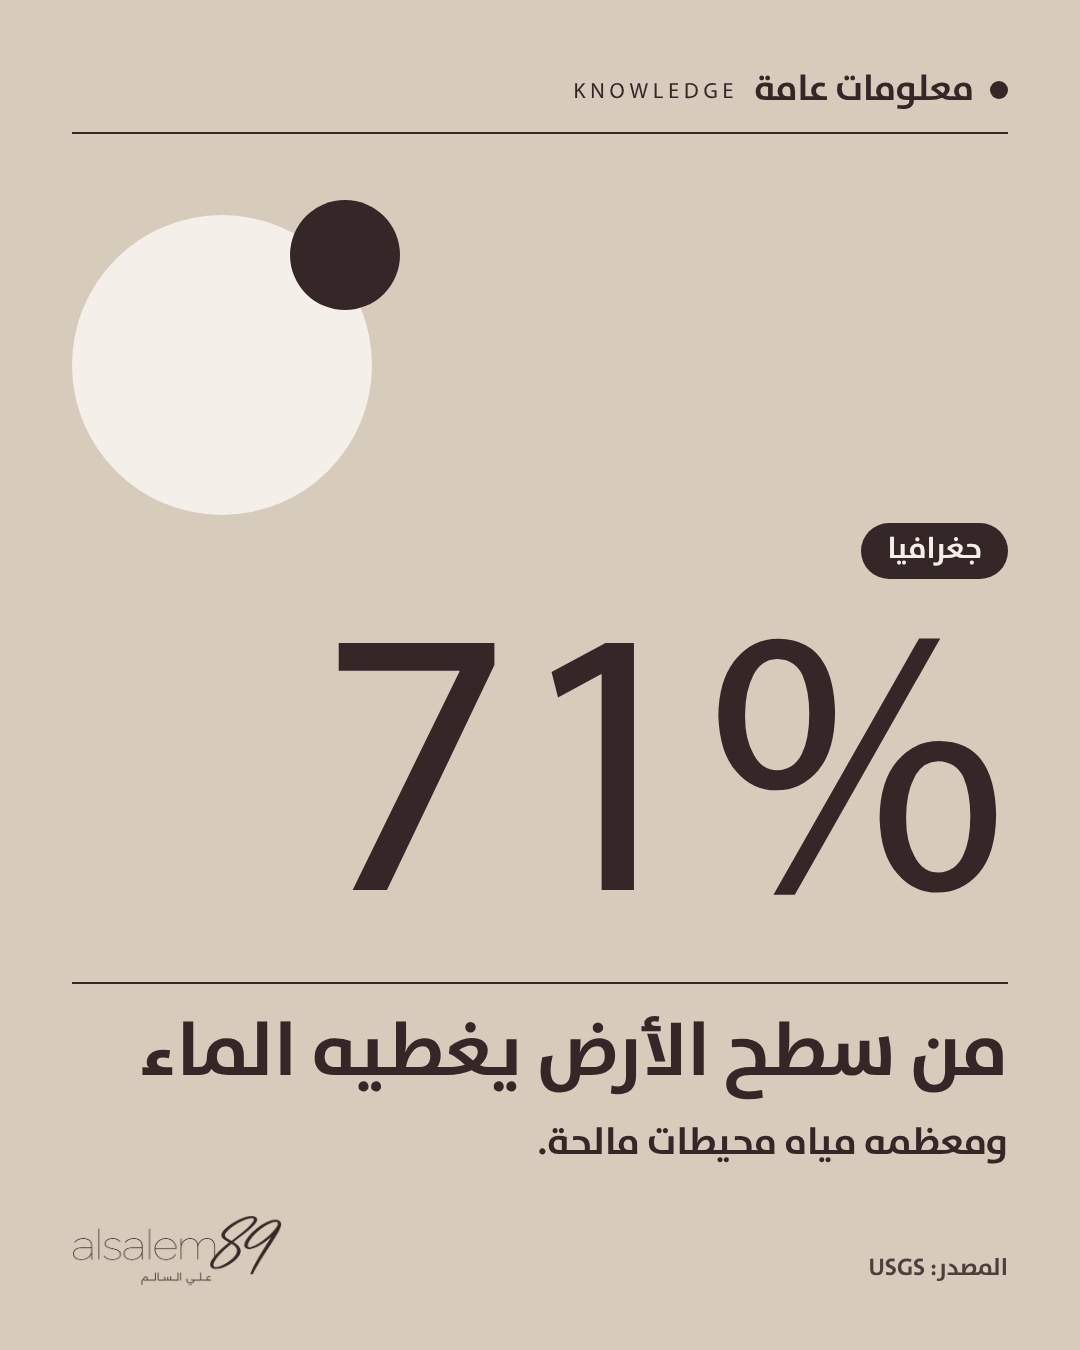 معلومات عامة KNOWLEDGE
جغرافيا
71%
من سطح الأرض يغطيه الماء
ومعظمه مياه محيطات مالحة.
المصدر: USGS
alsalem89
علي السالم